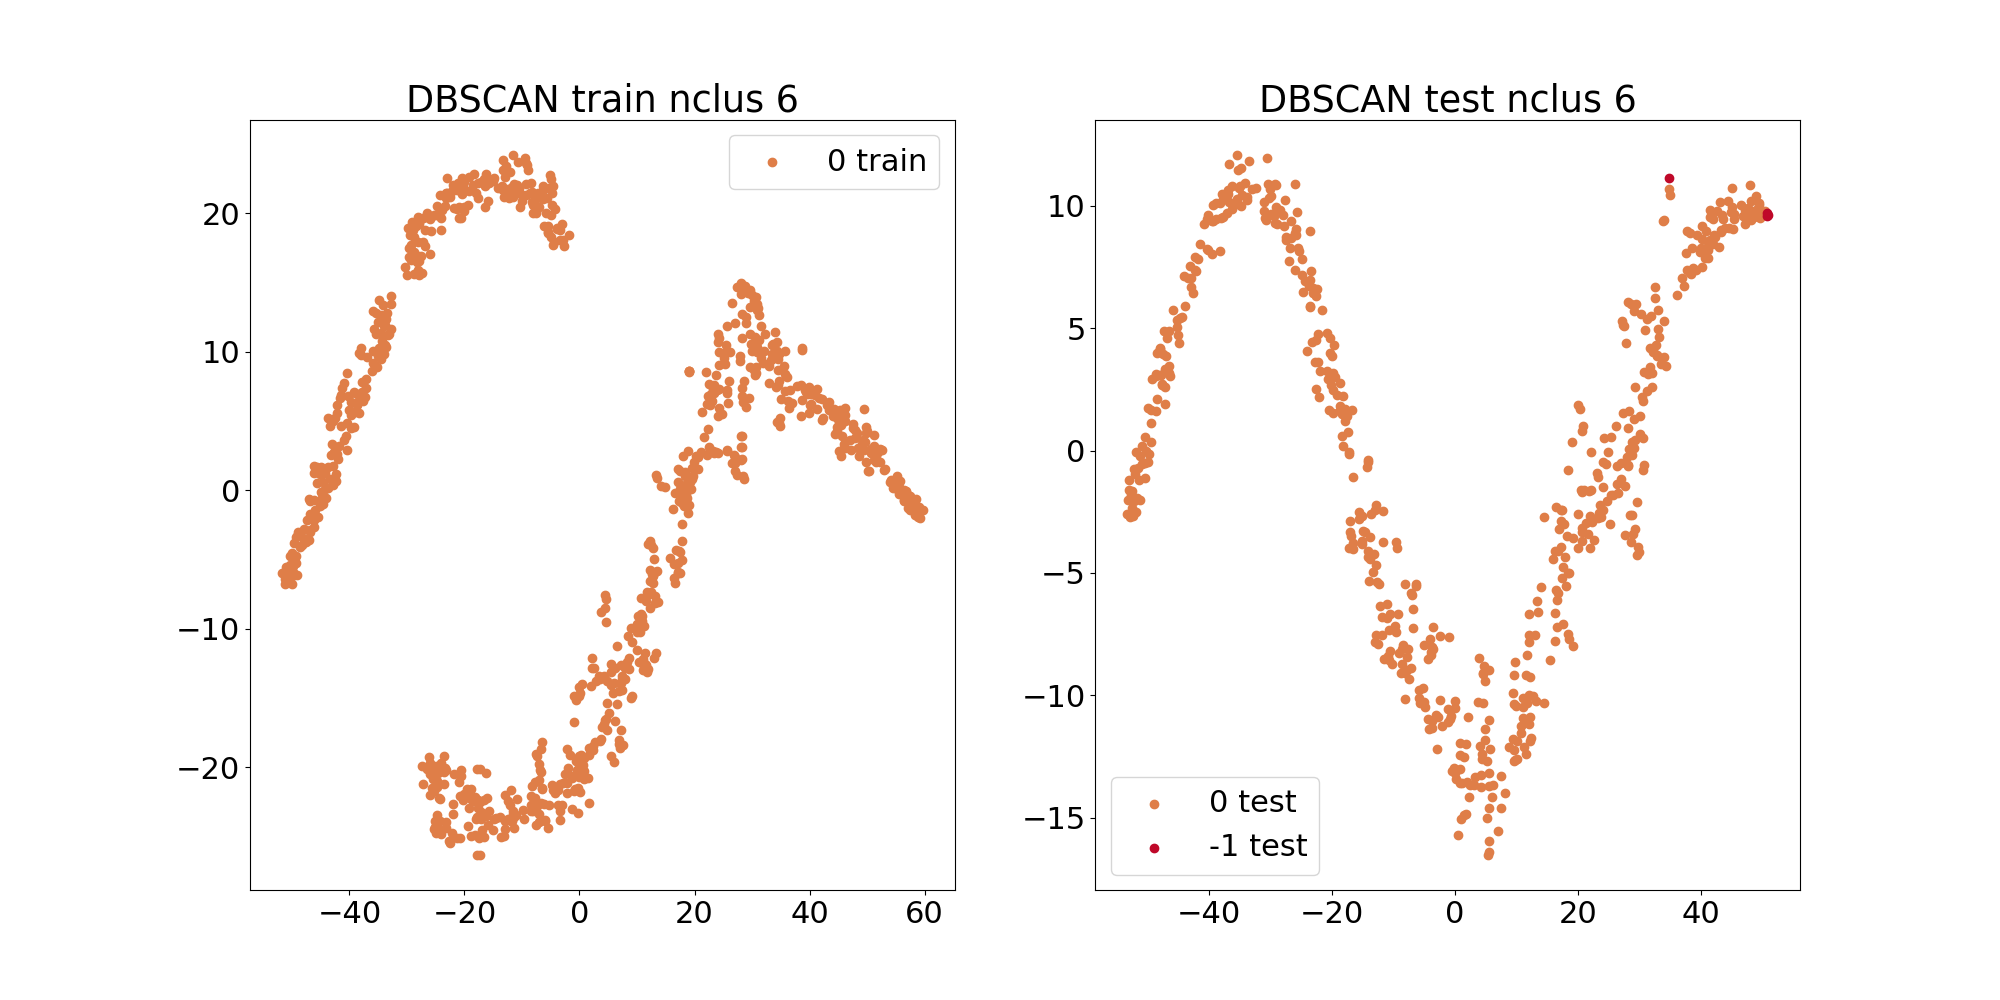 DBSCAN train nclus 6
0 train
20
10
0
−10
−20
−40 −20 0 20 40 60
DBSCAN test nclus 6
10
5
0
−5
−10
−15
0 test
-1 test
−40 −20 0 20 40